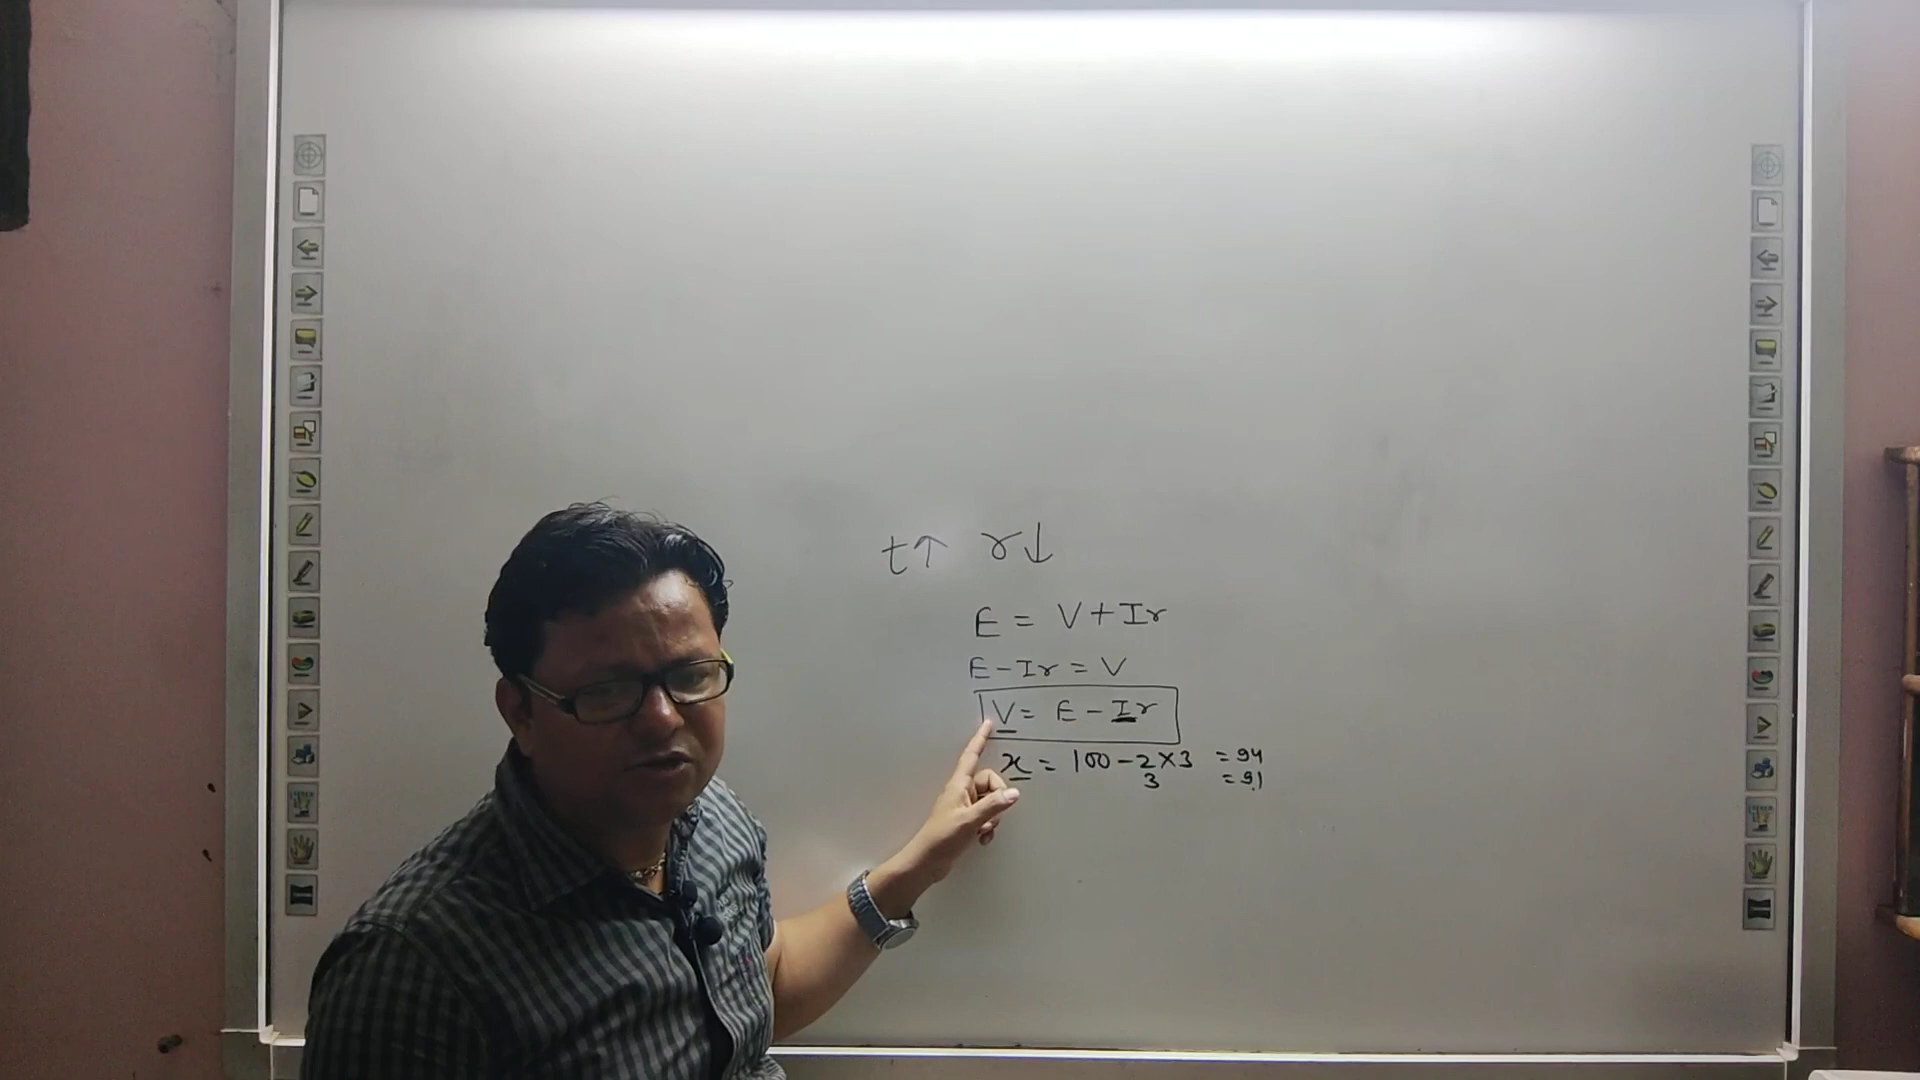 t↑ r↓
E = V+Ir
E-Ir = V
V= E-Ir
x = 100-2×3 =94
3 =91